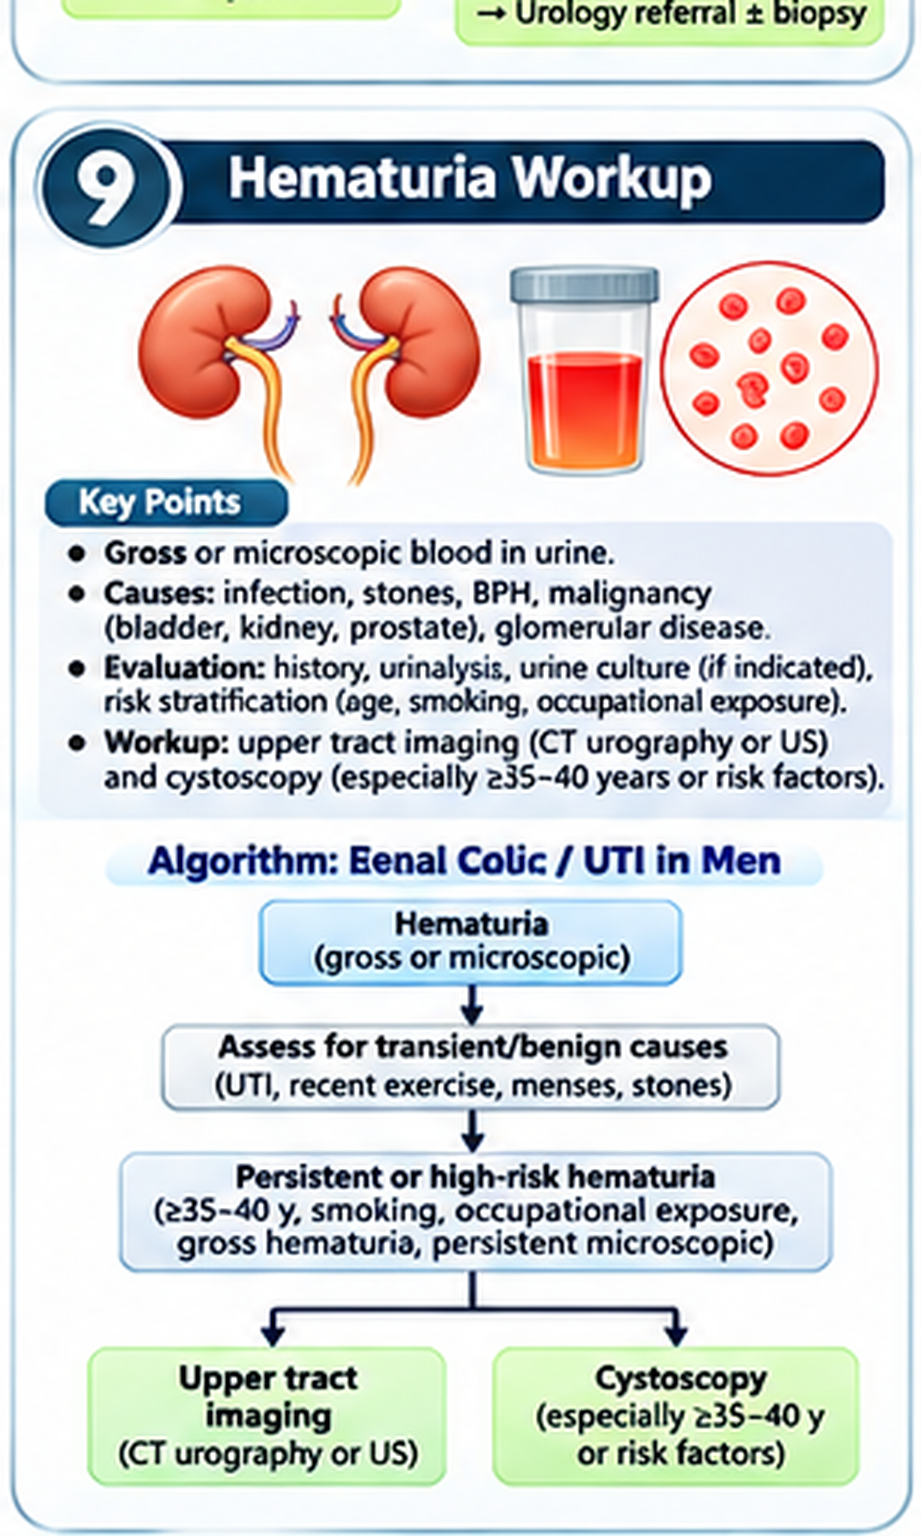 → Urology referral ± biopsy
9
Hematuria Workup
Key Points
• Gross or microscopic blood in urine.
• Causes: infection, stones, BPH, malignancy
(bladder, kidney, prostate), glomerular disease.
• Evaluation: history, urinalysis, urine culture (if indicated),
risk stratification (age, smoking, occupational exposure).
• Workup: upper tract imaging (CT urography or US)
and cystoscopy (especially ≥35–40 years or risk factors).
Algorithm: Eenal Colic / UTI in Men
Hematuria
(gross or microscopic)
Assess for transient/benign causes
(UTI, recent exercise, menses, stones)
Persistent or high-risk hematuria
(≥35–40 y, smoking, occupational exposure,
gross hematuria, persistent microscopic)
Upper tract
imaging
(CT urography or US)
Cystoscopy
(especially ≥35–40 y
or risk factors)